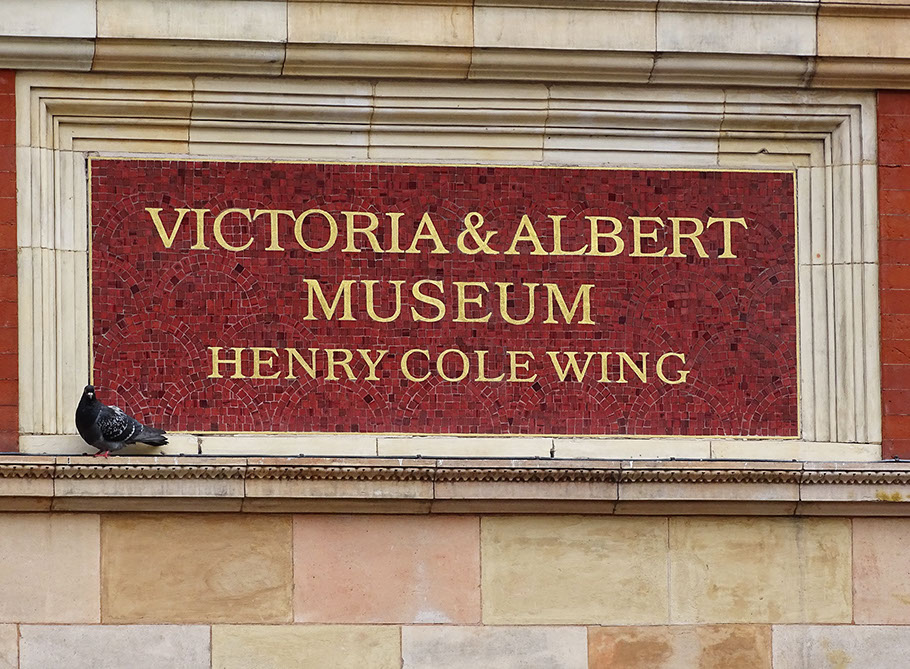 VICTORIA & ALBERT
MUSEUM
HENRY COLE WING